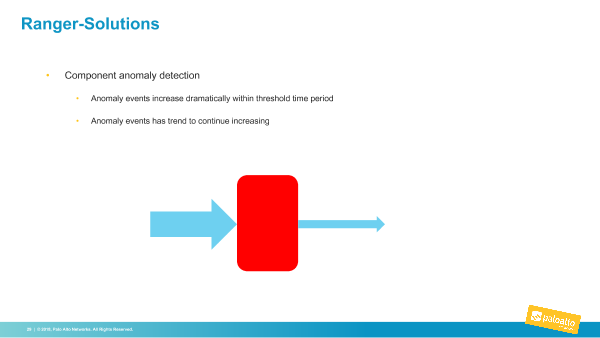 Ranger-Solutions
• Component anomaly detection
• Anomaly events increase dramatically within threshold time period
• Anomaly events has trend to continue increasing
| © 2016, Palo Alto Networks. All Rights Reserved.
paloalto